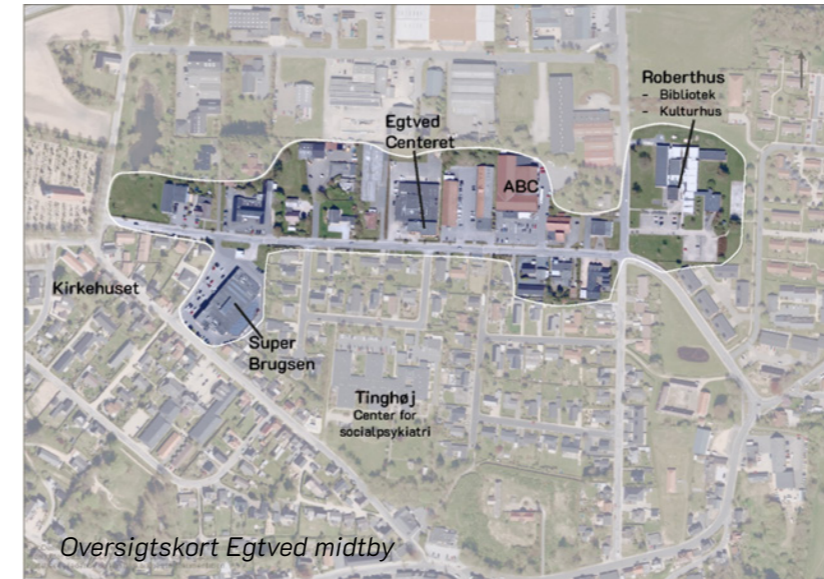 Roberthus
- Bibliotek
- Kulturhus
Egtved
Centeret
ABC
Kirkehuset
Super
Brugsen
Tinghøj
Center for
socialpsykiatri
Oversigtskort Egtved midtby